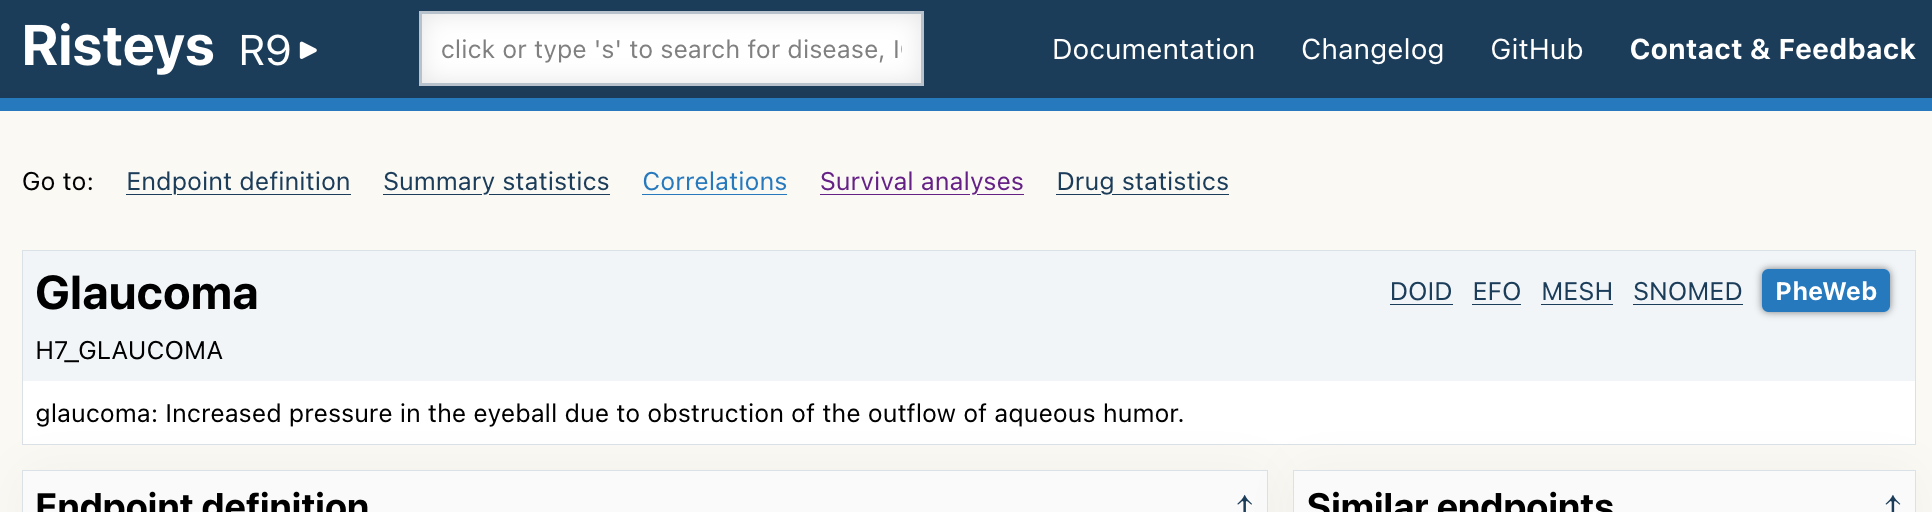 Risteys R9 ▶ click or type 's' to search for disease, I Documentation Changelog GitHub Contact & Feedback
Go to: Endpoint definition Summary statistics Correlations Survival analyses Drug statistics
Glaucoma DOID EFO MESH SNOMED PheWeb
H7_GLAUCOMA
glaucoma: Increased pressure in the eyeball due to obstruction of the outflow of aqueous humor.
Endpoint definition ↑ Similar endpoints ↑